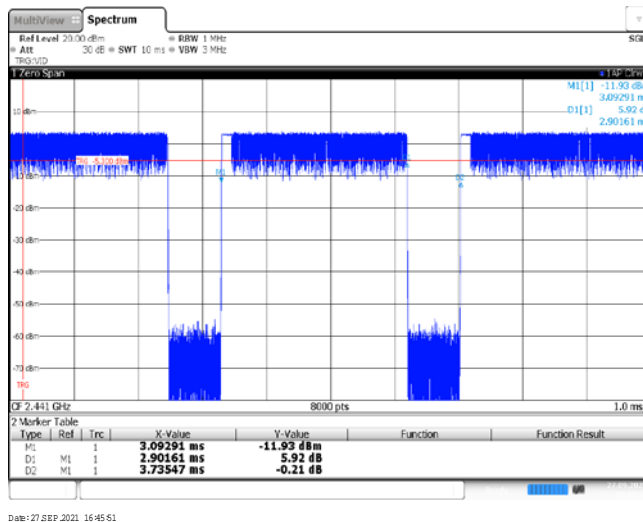 MultiView Spectrum
Ref Level 20.00 dBm RBW 1 MHz SGL
Att 30 dB SWT 10 ms VBW 3 MHz
TRG:VID
1 Zero Span 1AP Clrw
M1[1] -11.93 dB
3.09291 m
D1[1] 5.92 d
2.90161 m
10 dBm
TRG -5.300 dBm
M1
D2
-20 dBm
-30 dBm
-40 dBm
-50 dBm
-60 dBm
-70 dBm
TRG
CF 2.441 GHz 8000 pts 1.0 ms
2 Marker Table
Type Ref Trc X-Value Y-Value Function Function Result
M1 1 3.09291 ms -11.93 dBm
D1 M1 1 2.90161 ms 5.92 dB
D2 M1 1 3.73547 ms -0.21 dB
Date: 27.SEP.2021 16:45:51